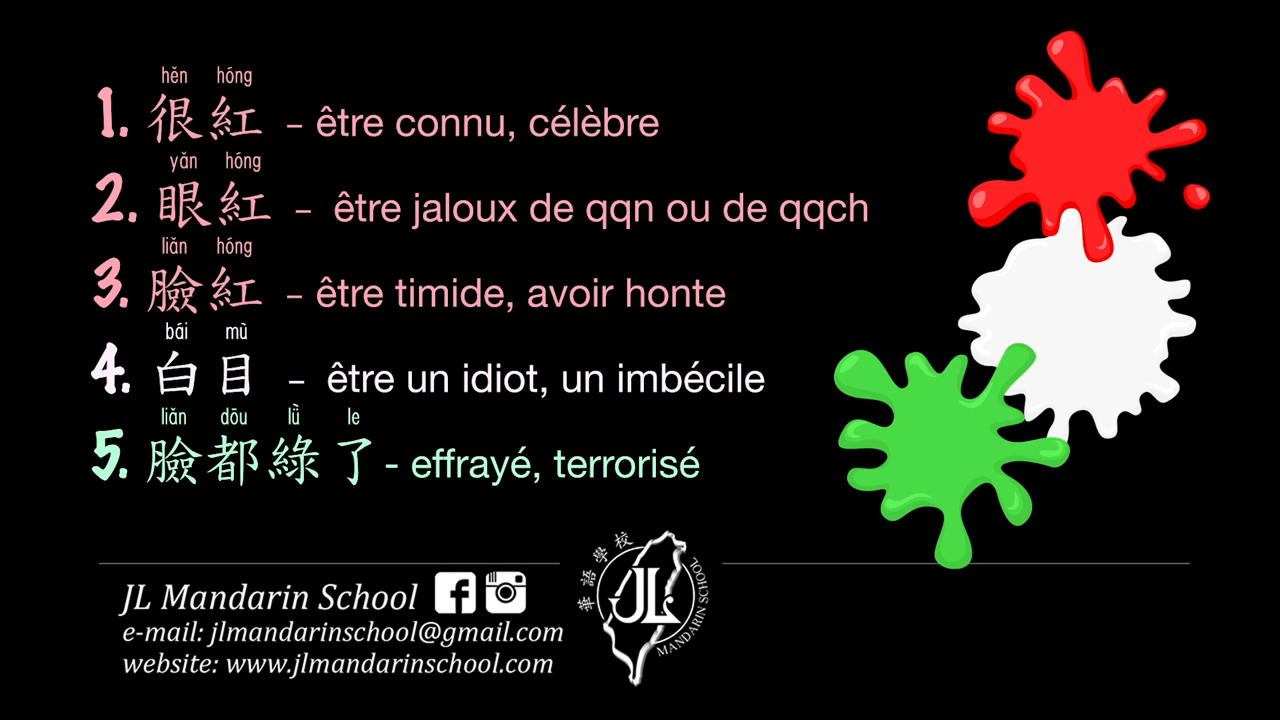 hěn hóng
1. 很紅 – être connu, célèbre
yǎn hóng
2. 眼紅 – être jaloux de qqn ou de qqch
liǎn hóng
3. 臉紅 – être timide, avoir honte
bái mù
4. 白目 – être un idiot, un imbécile
liǎn dōu lǜ le
5. 臉都綠了 - effrayé, terrorisé
JL Mandarin School
e-mail: jlmandarinschool@gmail.com
website: www.jlmandarinschool.com
華語學校
JL
MANDARIN SCHOOL